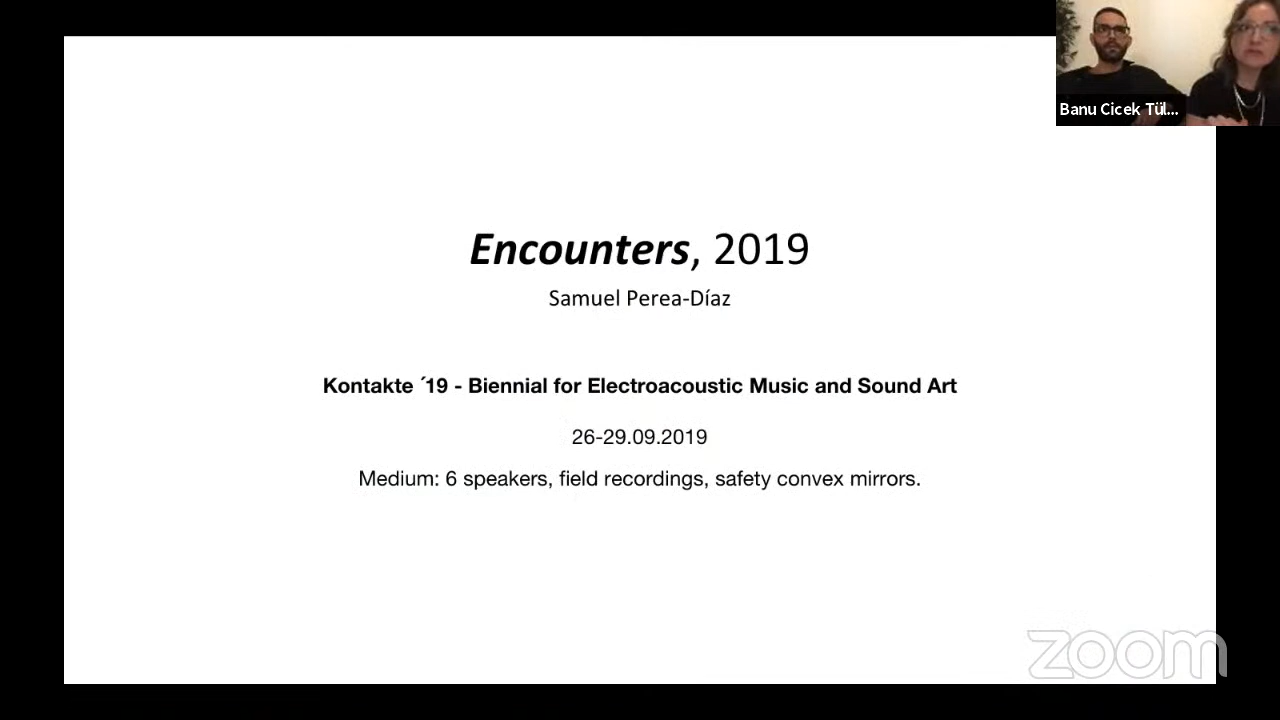 Banu Cicek Tül...
Encounters, 2019
Samuel Perea-Díaz
Kontakte ´19 - Biennial for Electroacoustic Music and Sound Art
26-29.09.2019
Medium: 6 speakers, field recordings, safety convex mirrors.
zoom